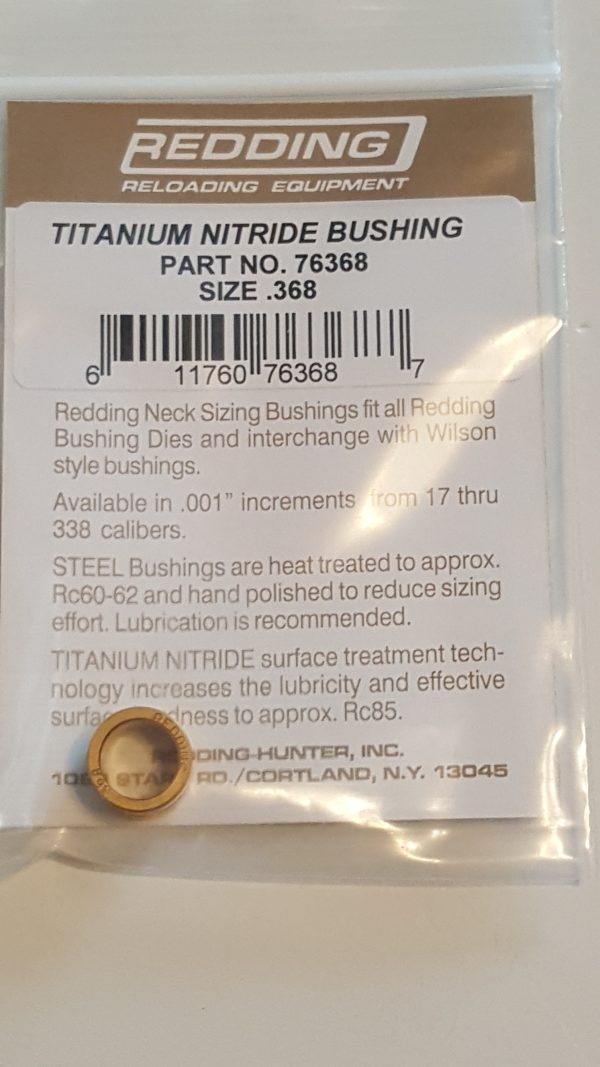 REDDING
RELOADING EQUIPMENT
TITANIUM NITRIDE BUSHING
PART NO. 76368
SIZE .368
6 11760 76368 7
Redding Neck Sizing Bushings fit all Redding
Bushing Dies and interchange with Wilson
style bushings.
Available in .001” increments from 17 thru
338 calibers.
STEEL Bushings are heat treated to approx.
Rc60-62 and hand polished to reduce sizing
effort. Lubrication is recommended.
TITANIUM NITRIDE surface treatment tech-
nology increases the lubricity and effective
to approx. Rc85.
HUNTER, INC.
RD./CORTLAND, N.Y. 13045
REDDING
368